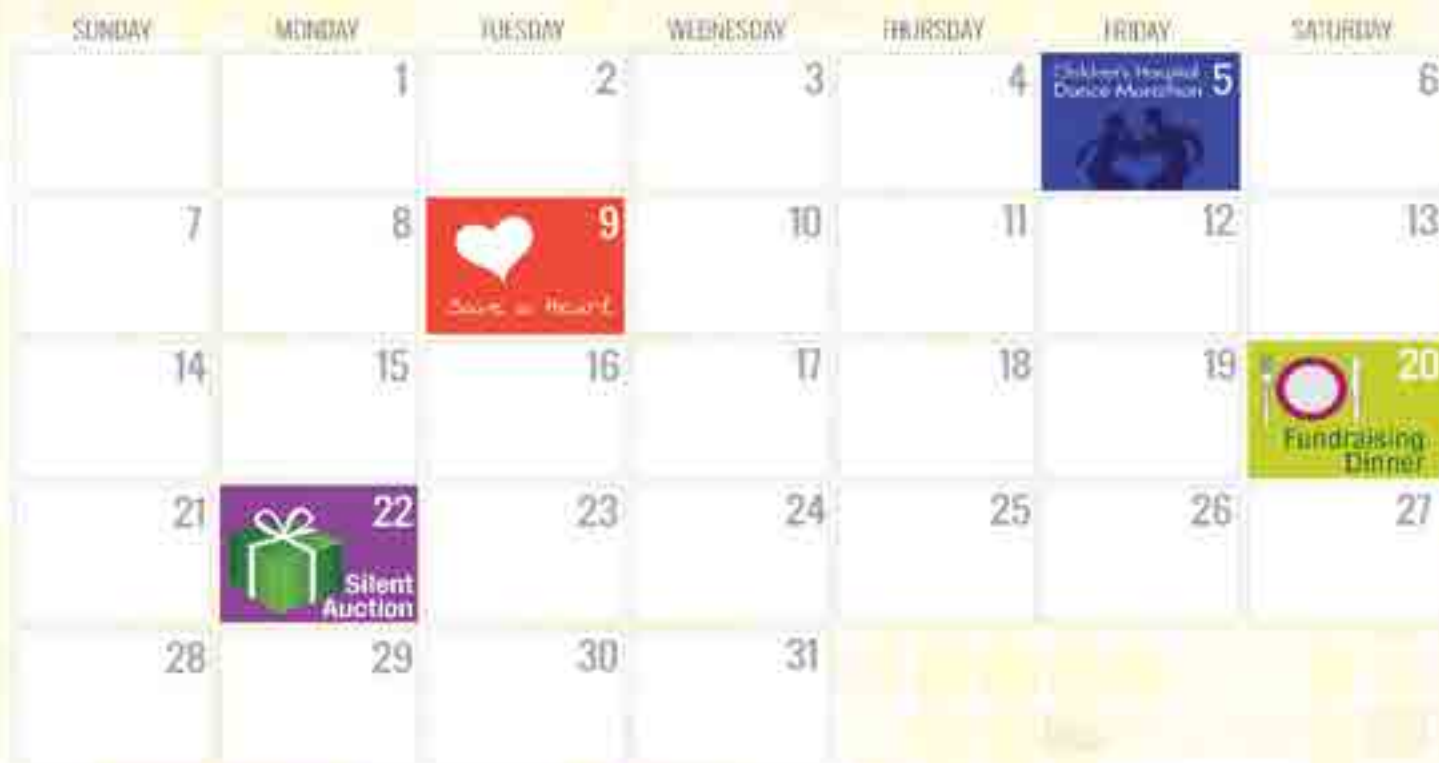 SUNDAY MONDAY TUESDAY WEDNESDAY THURSDAY FRIDAY SATURDAY
1 2 3 4 5 6
Children's Hospital
Dance Marathon
7 8 9 10 11 12 13
Save a Heart
14 15 16 17 18 19 20
Fundraising
Dinner
21 22 23 24 25 26 27
Silent
Auction
28 29 30 31